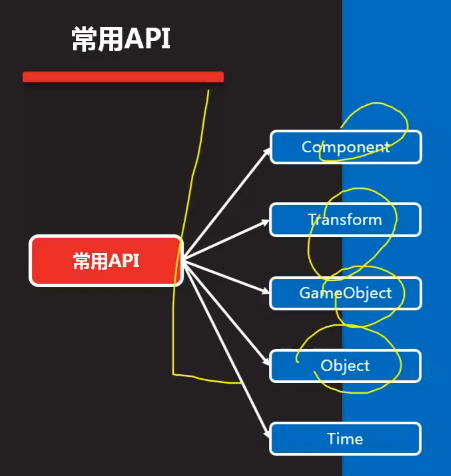 常用API
常用API
Component
Transform
GameObject
Object
Time